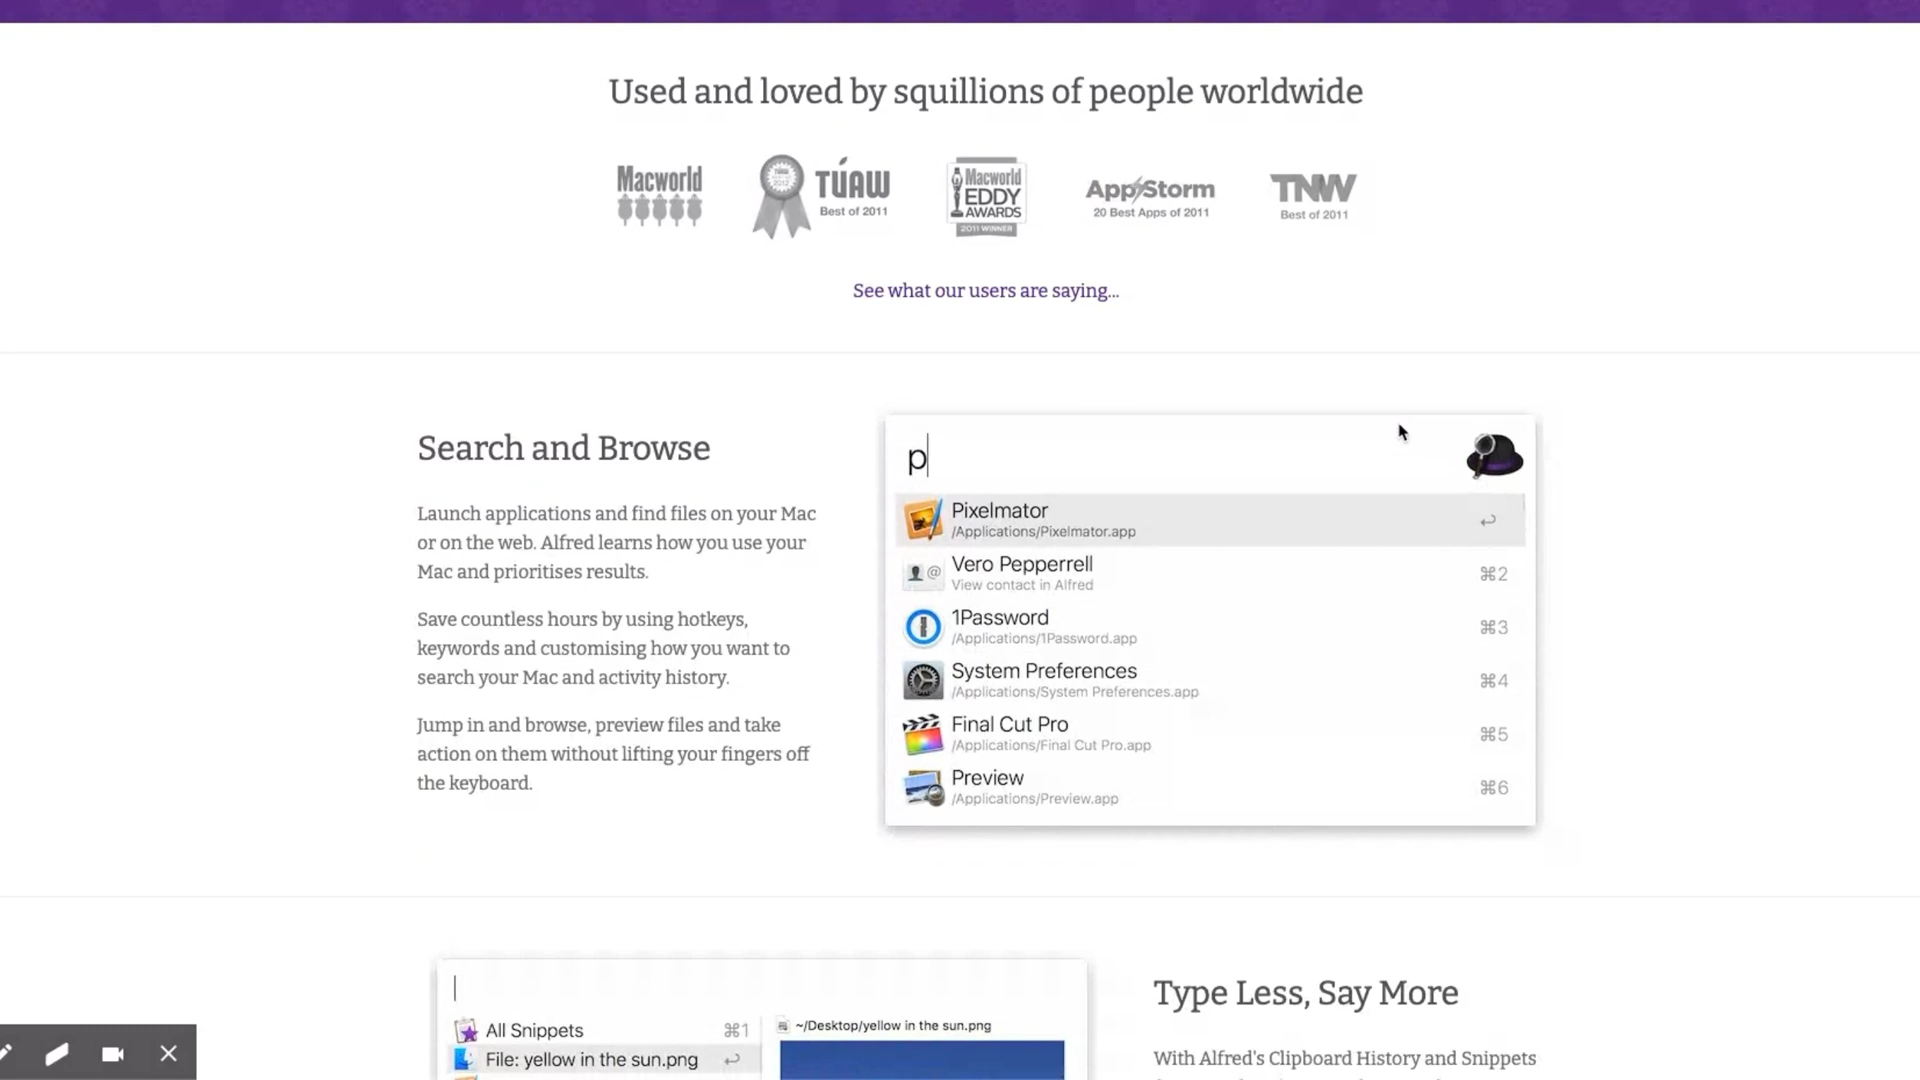 Used and loved by squillions of people worldwide
Macworld
TUAW
BEST OF
2012
TÚAW
Best of 2011
Macworld
EDDY
AWARDS
2011 WINNER
AppStorm
20 Best Apps of 2011
TNW
Best of 2011
See what our users are saying...
Search and Browse
Launch applications and find files on your Mac
or on the web. Alfred learns how you use your
Mac and prioritises results.
Save countless hours by using hotkeys,
keywords and customising how you want to
search your Mac and activity history.
Jump in and browse, preview files and take
action on them without lifting your fingers off
the keyboard.
p
Pixelmator
/Applications/Pixelmator.app
Vero Pepperrell
View contact in Alfred
⌘2
1Password
/Applications/1Password.app
⌘3
System Preferences
/Applications/System Preferences.app
⌘4
Final Cut Pro
/Applications/Final Cut Pro.app
⌘5
Preview
/Applications/Preview.app
⌘6
All Snippets ⌘1
File: yellow in the sun.png
~/Desktop/yellow in the sun.png
Type Less, Say More
With Alfred's Clipboard History and Snippets